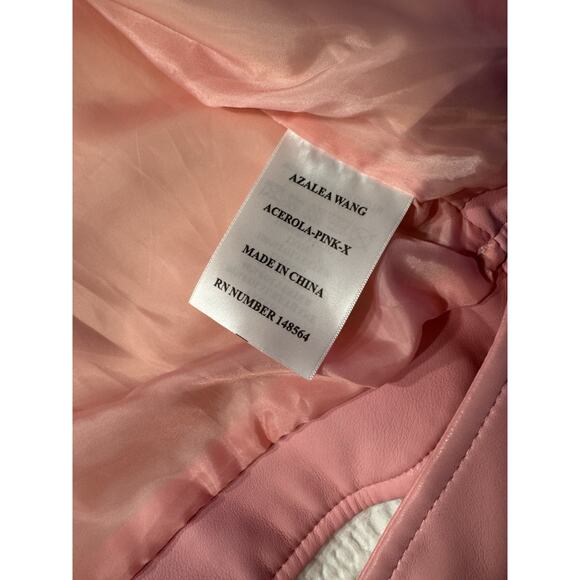 AZALEA WANG
ACEROLA-PINK-X
MADE IN CHINA
RN NUMBER 148564